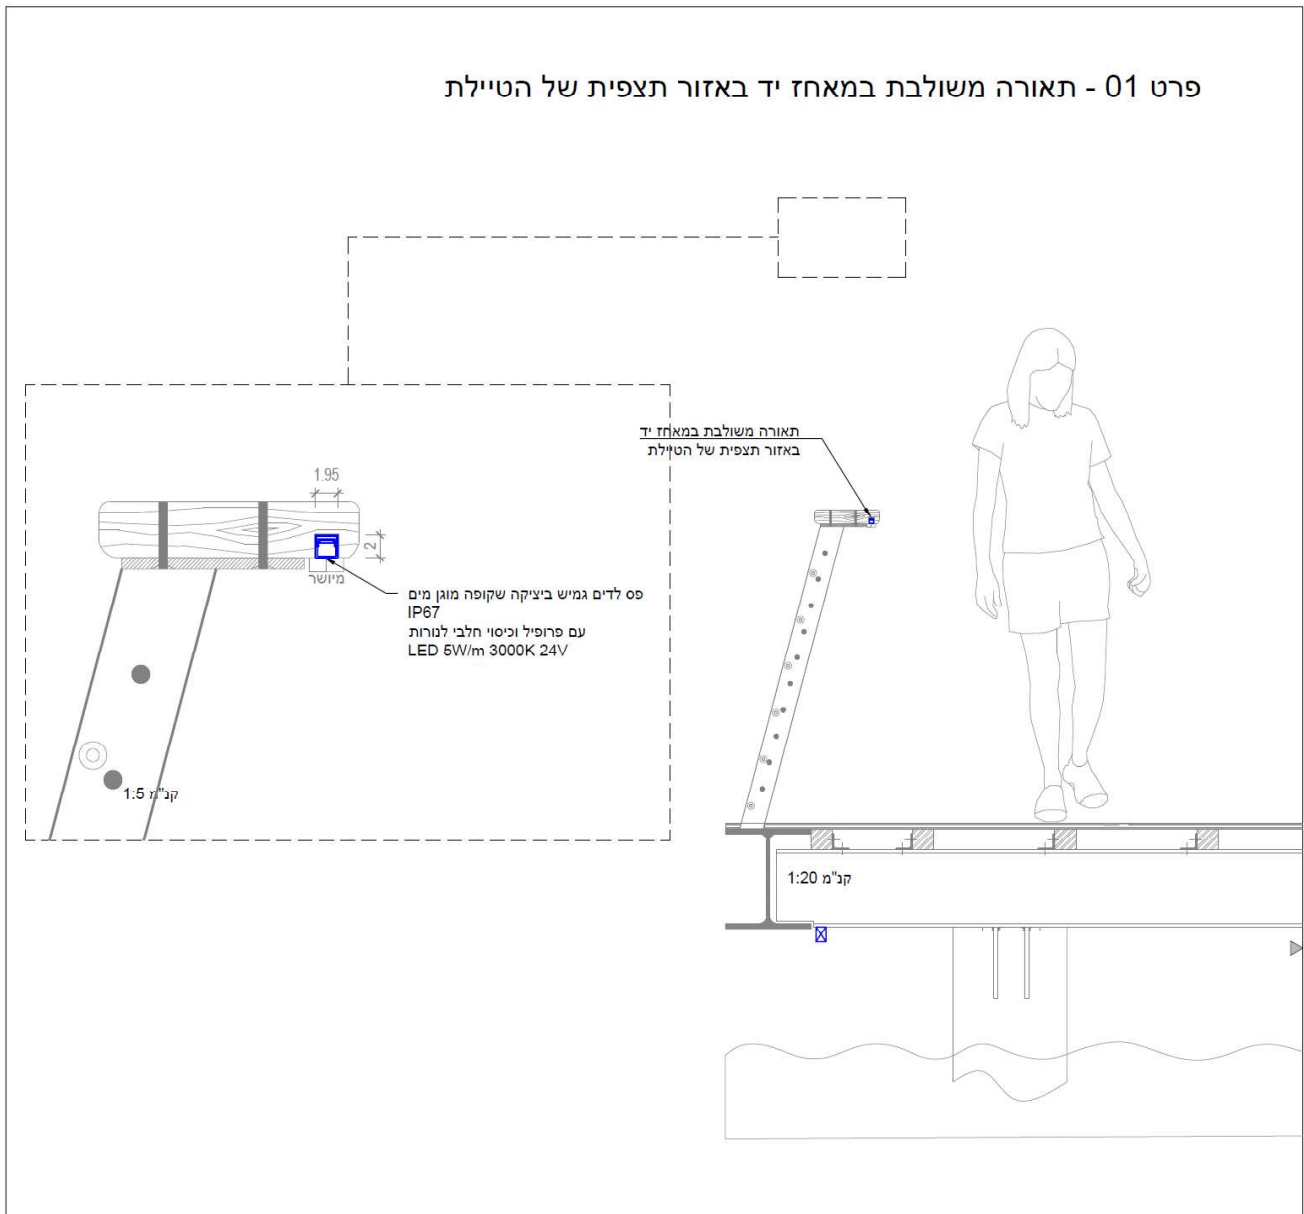 פרט 01 - תאורה משולבת במאחז יד באזור תצפית של הטיילת
תאורה משולבת במאחז יד
באזור תצפית של הטיילת
1.95
2
מיושר
פס לדים גמיש ביציקה שקופה מוגן מים
IP67
עם פרופיל וכיסוי חלבי לנורות
LED 5W/m 3000K 24V
קנ"מ 1:5
קנ"מ 1:20